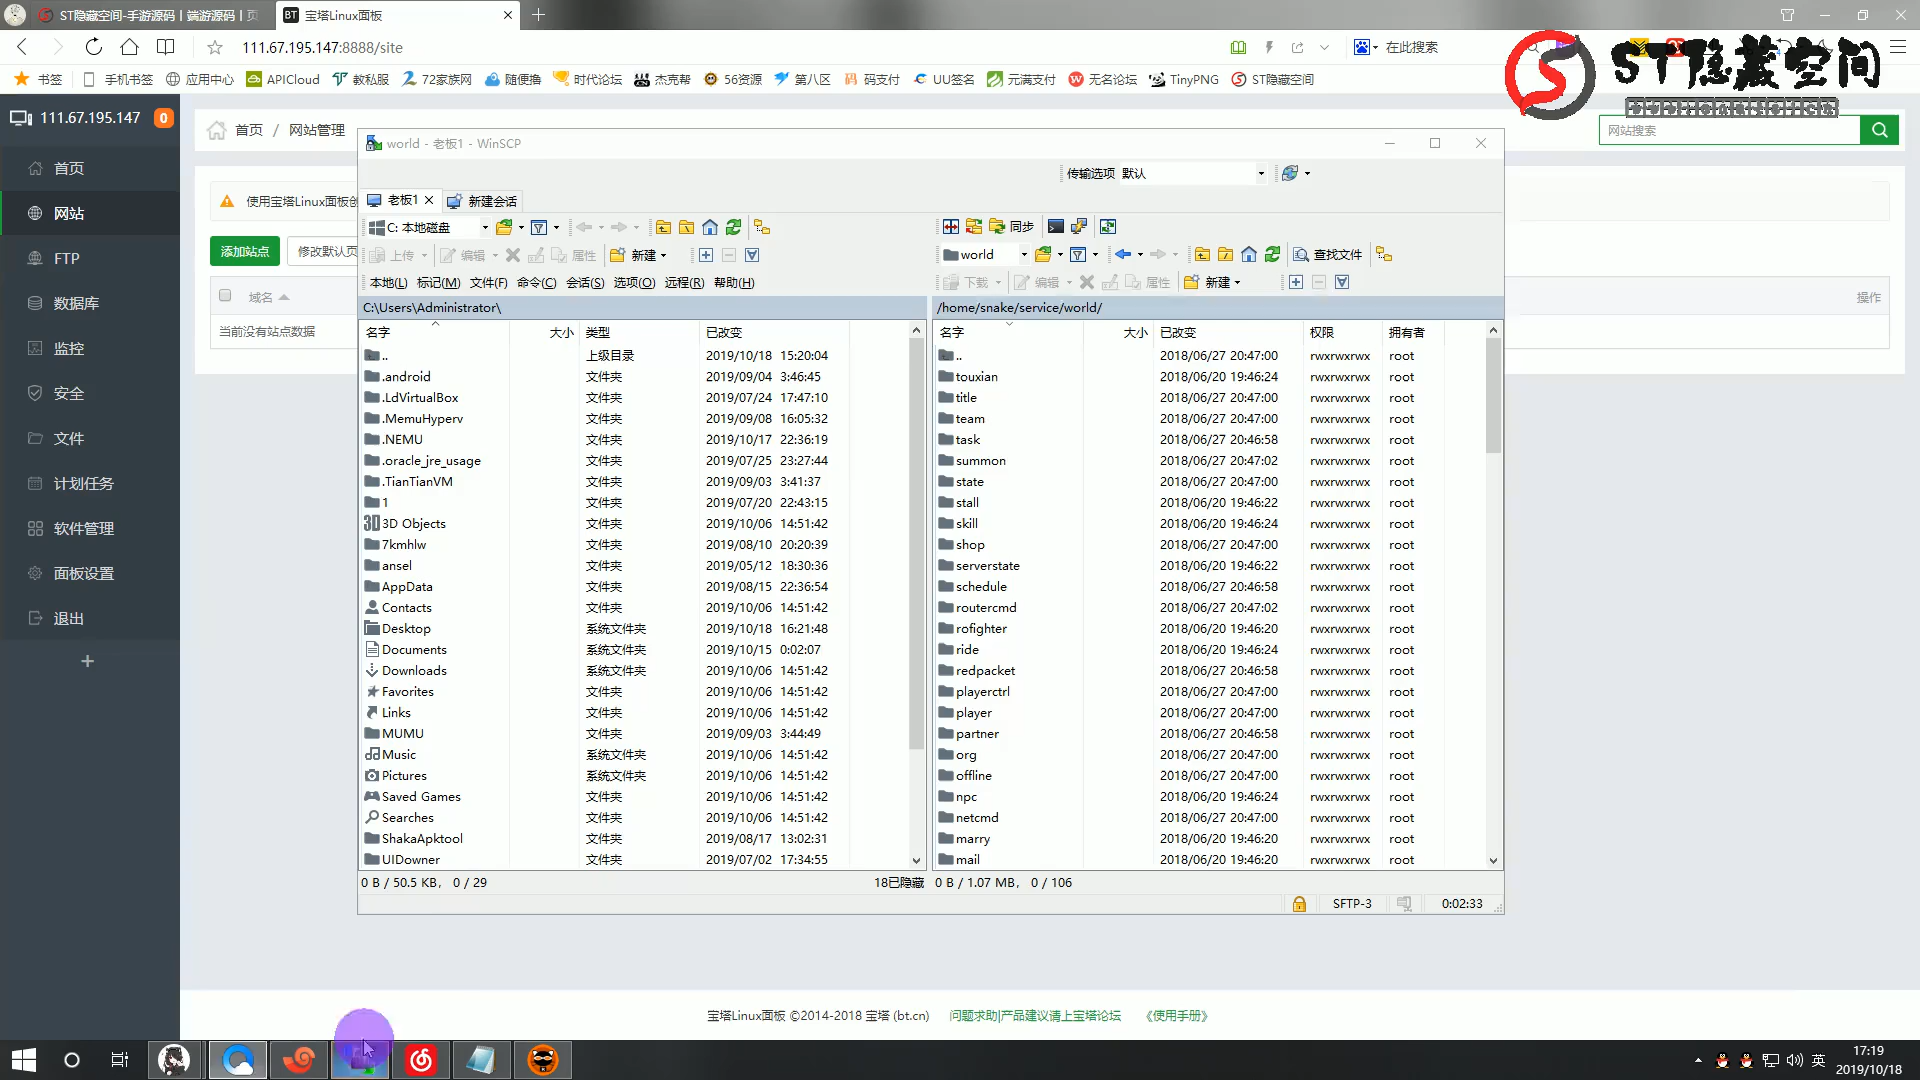 ST隐藏空间-手游源码丨端游源码丨页
宝塔Linux面板
111.67.195.147:8888/site
在此搜索
书签 手机书签 应用中心 APICloud 教私服 72家族网 随便撸 时代论坛 杰克帮 56资源 第八区 码支付 UU签名 元满支付 无名论坛 TinyPNG ST隐藏空间
ST隐藏空间
111.67.195.147 0
首页
网站
FTP
数据库
监控
安全
文件
计划任务
软件管理
面板设置
退出
首页 / 网站管理
网站搜索
使用宝塔Linux面板创
添加站点 修改默认页
域名 操作
当前没有站点数据
world - 老板1 - WinSCP
传输选项 默认
老板1 新建会话
C: 本地磁盘 同步
上传 编辑 属性 新建 world 查找文件
下载 编辑 属性 新建
本地(L) 标记(M) 文件(F) 命令(C) 会话(S) 选项(O) 远程(R) 帮助(H)
C:\Users\Administrator\
名字 大小 类型 已改变
.. 上级目录 2019/10/18 15:20:04
.android 文件夹 2019/09/04 3:46:45
.LdVirtualBox 文件夹 2019/07/24 17:47:10
.MemuHyperv 文件夹 2019/09/08 16:05:32
.NEMU 文件夹 2019/10/17 22:36:19
.oracle_jre_usage 文件夹 2019/07/25 23:27:44
.TianTianVM 文件夹 2019/09/03 3:41:37
1 文件夹 2019/07/20 22:43:15
3D Objects 文件夹 2019/10/06 14:51:42
7kmhlw 文件夹 2019/08/10 20:20:39
ansel 文件夹 2019/05/12 18:30:36
AppData 文件夹 2019/08/15 22:36:54
Contacts 文件夹 2019/10/06 14:51:42
Desktop 系统文件夹 2019/10/18 16:21:48
Documents 系统文件夹 2019/10/15 0:02:07
Downloads 系统文件夹 2019/10/06 14:51:42
Favorites 文件夹 2019/10/06 14:51:42
Links 文件夹 2019/10/06 14:51:42
MUMU 文件夹 2019/09/03 3:44:49
Music 系统文件夹 2019/10/06 14:51:42
Pictures 系统文件夹 2019/10/06 14:51:42
Saved Games 文件夹 2019/10/06 14:51:42
Searches 文件夹 2019/10/06 14:51:42
ShakaApktool 文件夹 2019/08/17 13:02:31
UIDowner 文件夹 2019/07/02 17:34:55
0 B / 50.5 KB, 0 / 29 18已隐藏
/home/snake/service/world/
名字 大小 已改变 权限 拥有者
.. 2018/06/27 20:47:00 rwxrwxrwx root
touxian 2018/06/20 19:46:24 rwxrwxrwx root
title 2018/06/27 20:47:00 rwxrwxrwx root
team 2018/06/27 20:47:00 rwxrwxrwx root
task 2018/06/27 20:46:58 rwxrwxrwx root
summon 2018/06/27 20:47:02 rwxrwxrwx root
state 2018/06/27 20:47:00 rwxrwxrwx root
stall 2018/06/20 19:46:22 rwxrwxrwx root
skill 2018/06/20 19:46:24 rwxrwxrwx root
shop 2018/06/27 20:47:00 rwxrwxrwx root
serverstate 2018/06/20 19:46:22 rwxrwxrwx root
schedule 2018/06/27 20:46:58 rwxrwxrwx root
routercmd 2018/06/27 20:47:02 rwxrwxrwx root
rofighter 2018/06/20 19:46:20 rwxrwxrwx root
ride 2018/06/20 19:46:24 rwxrwxrwx root
redpacket 2018/06/27 20:46:58 rwxrwxrwx root
playerctrl 2018/06/27 20:47:00 rwxrwxrwx root
player 2018/06/27 20:47:00 rwxrwxrwx root
partner 2018/06/27 20:46:58 rwxrwxrwx root
org 2018/06/27 20:47:00 rwxrwxrwx root
offline 2018/06/27 20:47:00 rwxrwxrwx root
npc 2018/06/20 19:46:24 rwxrwxrwx root
netcmd 2018/06/27 20:47:00 rwxrwxrwx root
marry 2018/06/20 19:46:20 rwxrwxrwx root
mail 2018/06/20 19:46:20 rwxrwxrwx root
0 B / 1.07 MB, 0 / 106
SFTP-3 0:02:33
宝塔Linux面板 ©2014-2018 宝塔 (bt.cn) 问题求助|产品建议请上宝塔论坛 《使用手册》
英
17:19
2019/10/18